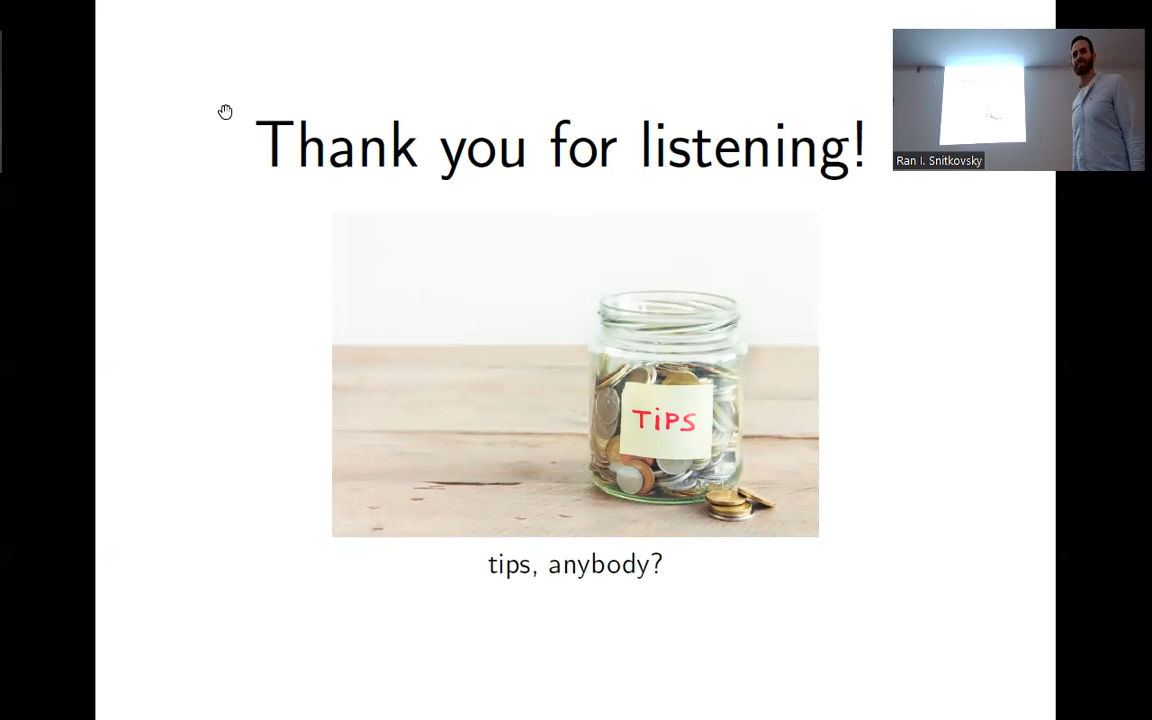 Thank you for listening!
Ran I. Snitkovsky
TiPS
tips, anybody?